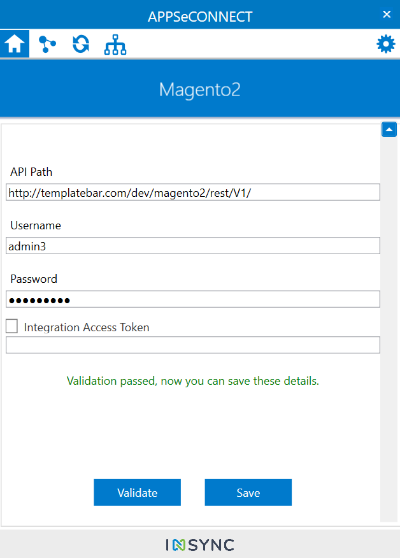 APPSeCONNECT
Magento2
API Path
http://templatebar.com/dev/magento2/rest/V1/
Username
admin3
Password
●●●●●●●●●
Integration Access Token
Validation passed, now you can save these details.
Validate Save
INSYNC